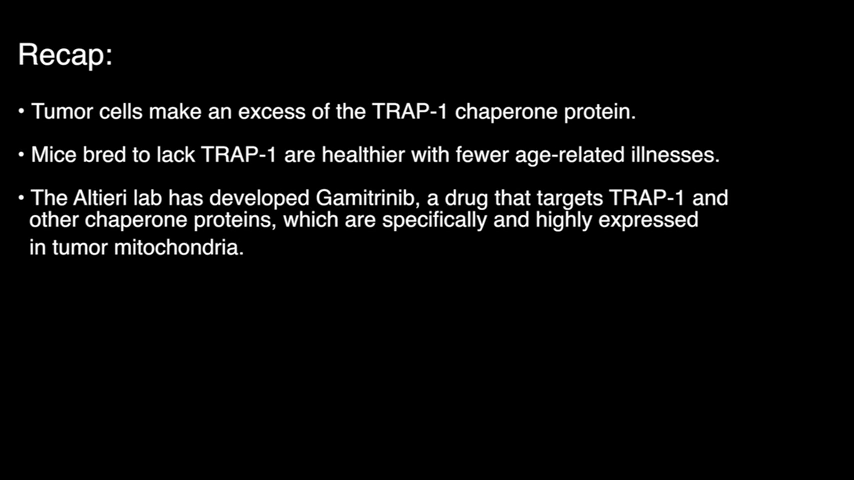 Recap:
• Tumor cells make an excess of the TRAP-1 chaperone protein.
• Mice bred to lack TRAP-1 are healthier with fewer age-related illnesses.
• The Altieri lab has developed Gamitrinib, a drug that targets TRAP-1 and
other chaperone proteins, which are specifically and highly expressed
in tumor mitochondria.